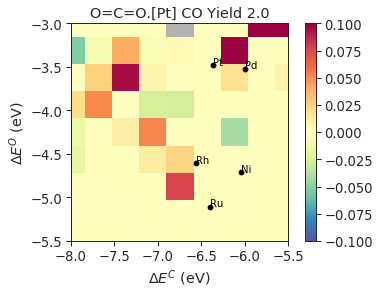 O=C=O.[Pt] CO Yield 2.0
−3.0
−3.5
−4.0
−4.5
−5.0
−5.5
ΔE^O (eV)
Pt
Pd
Rh
Ni
Ru
−8.0 −7.5 −7.0 −6.5 −6.0 −5.5
ΔE^C (eV)
0.100
0.075
0.050
0.025
0.000
−0.025
−0.050
−0.075
−0.100